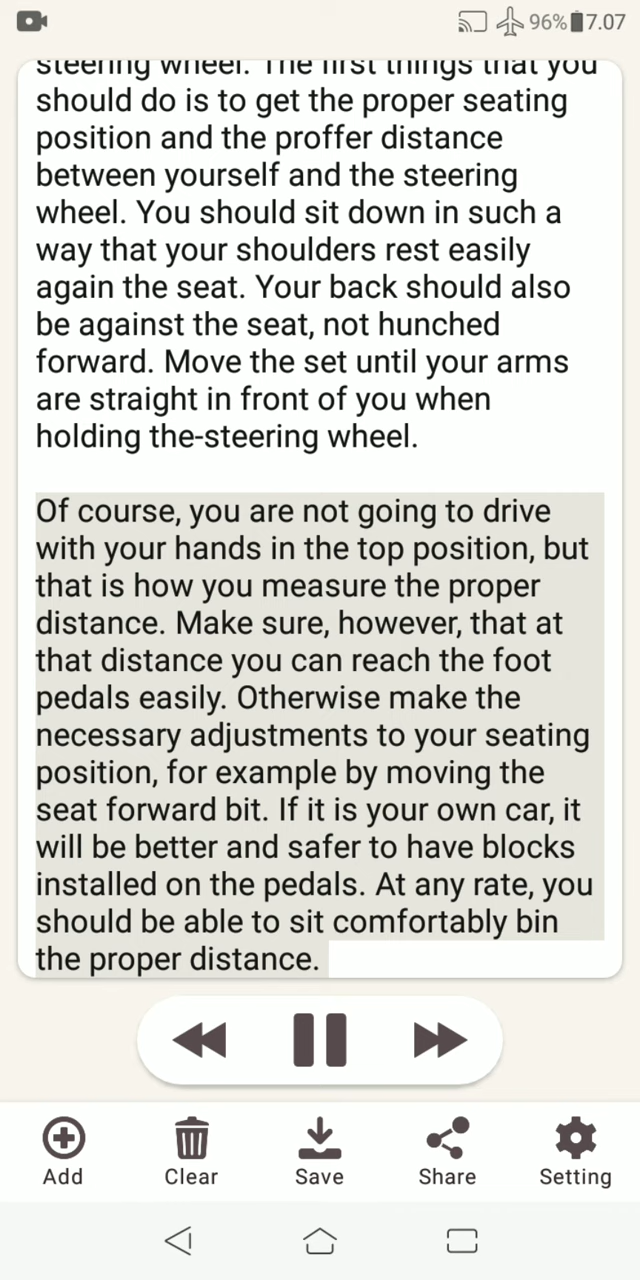 96% 7.07
steering wheel. The first things that you
should do is to get the proper seating
position and the proffer distance
between yourself and the steering
wheel. You should sit down in such a
way that your shoulders rest easily
again the seat. Your back should also
be against the seat, not hunched
forward. Move the set until your arms
are straight in front of you when
holding the-steering wheel.
Of course, you are not going to drive
with your hands in the top position, but
that is how you measure the proper
distance. Make sure, however, that at
that distance you can reach the foot
pedals easily. Otherwise make the
necessary adjustments to your seating
position, for example by moving the
seat forward bit. If it is your own car, it
will be better and safer to have blocks
installed on the pedals. At any rate, you
should be able to sit comfortably bin
the proper distance.
Add Clear Save Share Setting